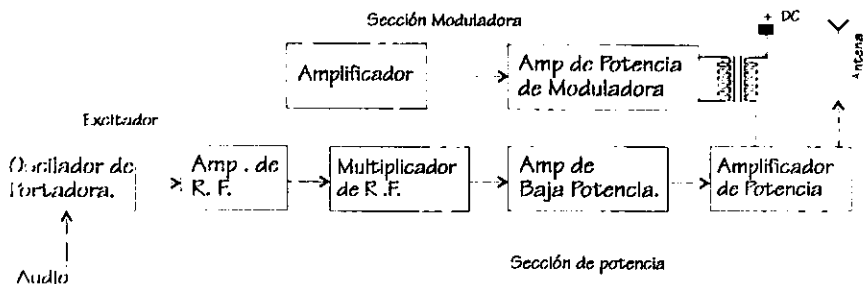 Sección Moduladora
+ DC
Antena
Amplificador
Amp de Potencia
de Moduladora
Excitador
Oscilador de
Portadora.
Amp . de
R. F.
Multiplicador
de R .F.
Amp de
Baja Potencia.
Amplificador
de Potencia
Audio
Sección de potencia